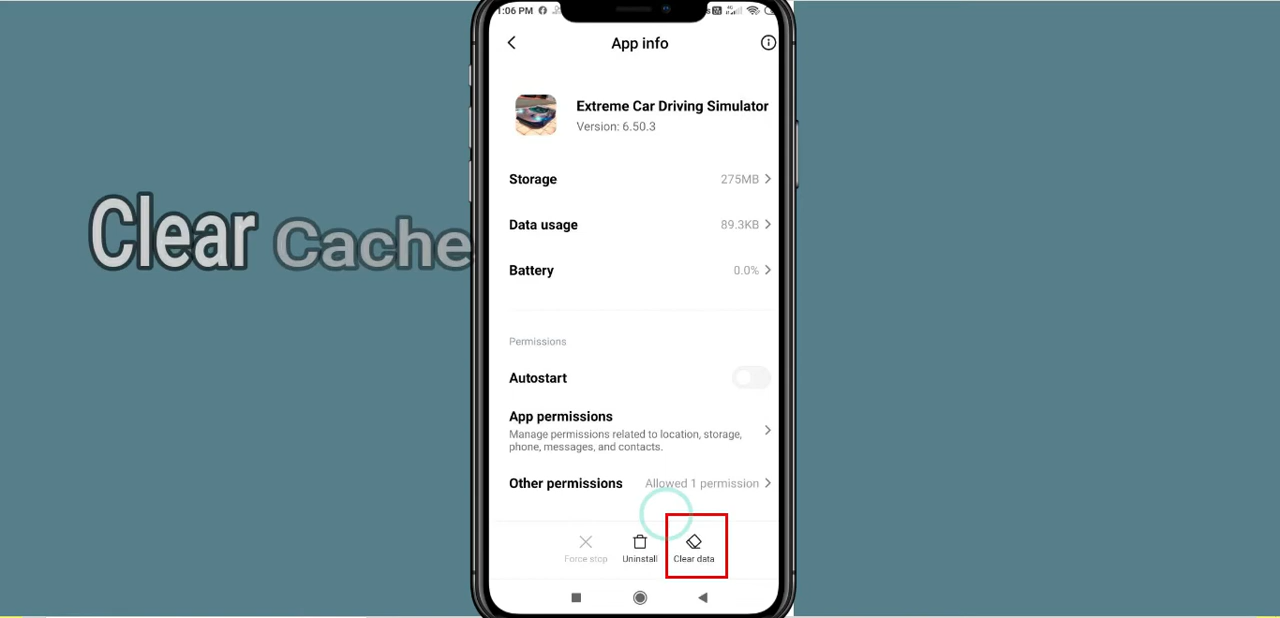 1:06 PM
App info
Extreme Car Driving Simulator
Version: 6.50.3
Storage 275MB
Clear Cache
Data usage 89.3KB
Battery 0.0%
Permissions
Autostart
App permissions
Manage permissions related to location, storage,
phone, messages, and contacts.
Other permissions Allowed 1 permission
Force stop Uninstall Clear data